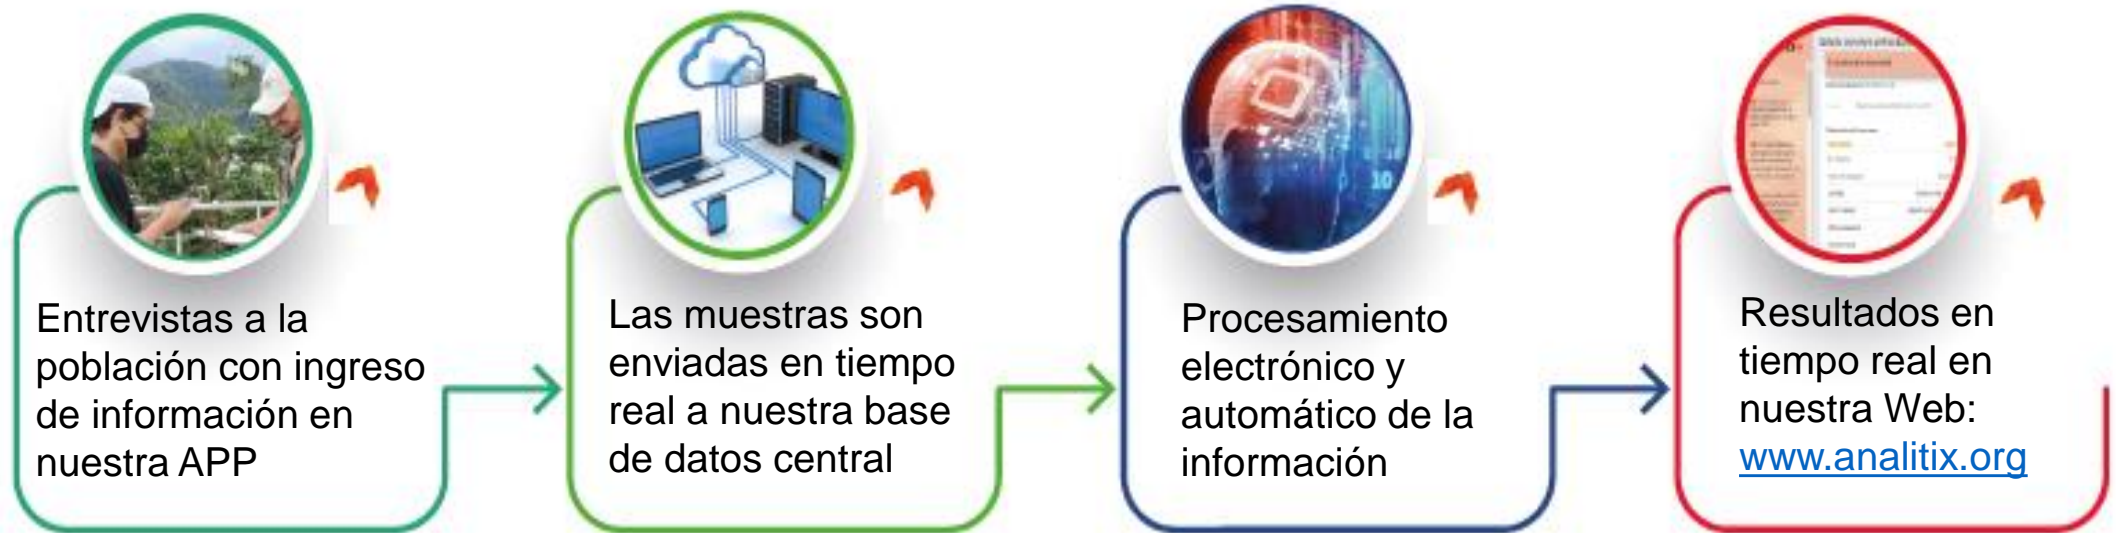 Entrevistas a la
población con ingreso
de información en
nuestra APP
Las muestras son
enviadas en tiempo
real a nuestra base
de datos central
10
Procesamiento
electrónico y
automático de la
información
Resultados en
tiempo real en
nuestra Web:
www.analitix.org